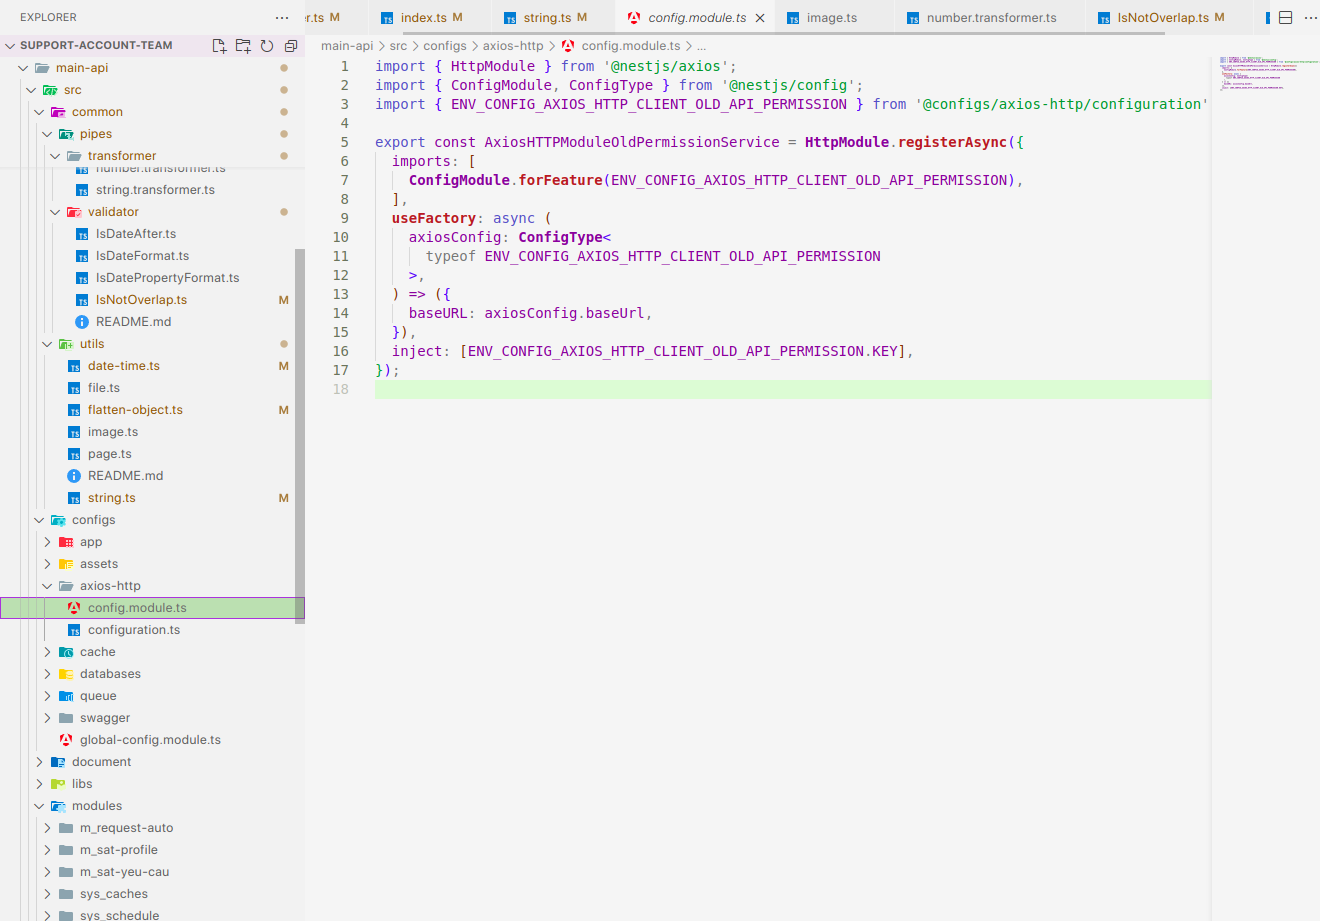 EXPLORER
SUPPORT-ACCOUNT-TEAM
main-api
src
common
pipes
transformer
number.transformer.ts
string.transformer.ts
validator
IsDateAfter.ts
IsDateFormat.ts
IsDatePropertyFormat.ts
IsNotOverlap.ts M
README.md
utils
date-time.ts M
file.ts
flatten-object.ts M
image.ts
page.ts
README.md
string.ts M
configs
app
assets
axios-http
config.module.ts
configuration.ts
cache
databases
queue
swagger
global-config.module.ts
document
libs
modules
m_request-auto
m_sat-profile
m_sat-yeu-cau
sys_caches
sys_schedule
er.ts M index.ts M string.ts M config.module.ts image.ts number.transformer.ts IsNotOverlap.ts M
main-api > src > configs > axios-http > config.module.ts > ...
1 import { HttpModule } from '@nestjs/axios';
2 import { ConfigModule, ConfigType } from '@nestjs/config';
3 import { ENV_CONFIG_AXIOS_HTTP_CLIENT_OLD_API_PERMISSION } from '@configs/axios-http/configuration'
4
5 export const AxiosHTTPModuleOldPermissionService = HttpModule.registerAsync({
6 imports: [
7 ConfigModule.forFeature(ENV_CONFIG_AXIOS_HTTP_CLIENT_OLD_API_PERMISSION),
8 ],
9 useFactory: async (
10 axiosConfig: ConfigType<
11 typeof ENV_CONFIG_AXIOS_HTTP_CLIENT_OLD_API_PERMISSION
12 >,
13 ) => ({
14 baseURL: axiosConfig.baseUrl,
15 }),
16 inject: [ENV_CONFIG_AXIOS_HTTP_CLIENT_OLD_API_PERMISSION.KEY],
17 });
18